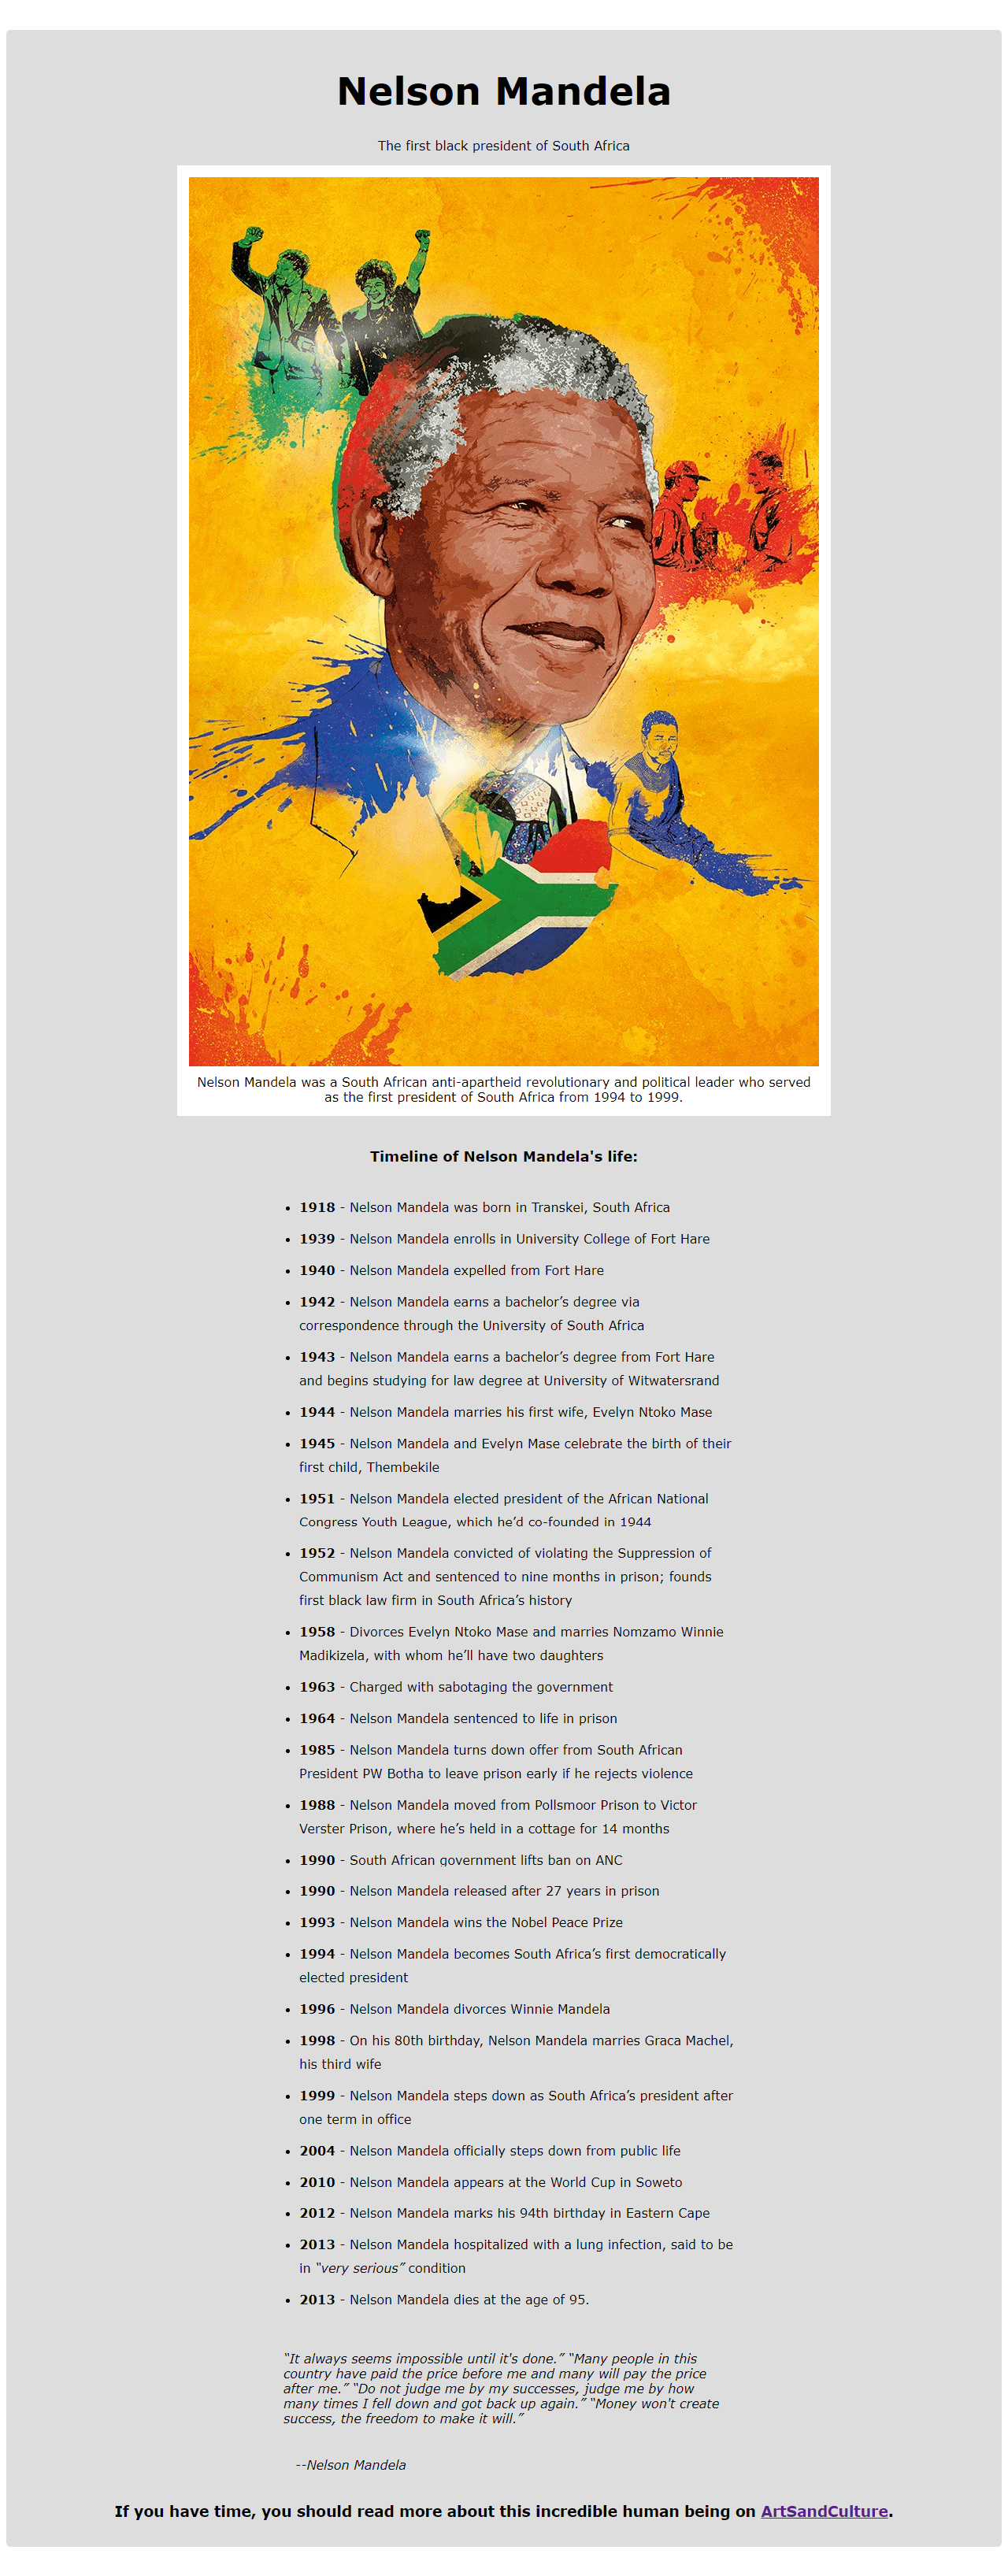 Nelson Mandela
The first black president of South Africa
Nelson Mandela was a South African anti-apartheid revolutionary and political leader who served
as the first president of South Africa from 1994 to 1999.
Timeline of Nelson Mandela's life:
• 1918 - Nelson Mandela was born in Transkei, South Africa
• 1939 - Nelson Mandela enrolls in University College of Fort Hare
• 1940 - Nelson Mandela expelled from Fort Hare
• 1942 - Nelson Mandela earns a bachelor’s degree via
correspondence through the University of South Africa
• 1943 - Nelson Mandela earns a bachelor’s degree from Fort Hare
and begins studying for law degree at University of Witwatersrand
• 1944 - Nelson Mandela marries his first wife, Evelyn Ntoko Mase
• 1945 - Nelson Mandela and Evelyn Mase celebrate the birth of their
first child, Thembekile
• 1951 - Nelson Mandela elected president of the African National
Congress Youth League, which he’d co-founded in 1944
• 1952 - Nelson Mandela convicted of violating the Suppression of
Communism Act and sentenced to nine months in prison; founds
first black law firm in South Africa’s history
• 1958 - Divorces Evelyn Ntoko Mase and marries Nomzamo Winnie
Madikizela, with whom he’ll have two daughters
• 1963 - Charged with sabotaging the government
• 1964 - Nelson Mandela sentenced to life in prison
• 1985 - Nelson Mandela turns down offer from South African
President PW Botha to leave prison early if he rejects violence
• 1988 - Nelson Mandela moved from Pollsmoor Prison to Victor
Verster Prison, where he’s held in a cottage for 14 months
• 1990 - South African government lifts ban on ANC
• 1990 - Nelson Mandela released after 27 years in prison
• 1993 - Nelson Mandela wins the Nobel Peace Prize
• 1994 - Nelson Mandela becomes South Africa’s first democratically
elected president
• 1996 - Nelson Mandela divorces Winnie Mandela
• 1998 - On his 80th birthday, Nelson Mandela marries Graca Machel,
his third wife
• 1999 - Nelson Mandela steps down as South Africa’s president after
one term in office
• 2004 - Nelson Mandela officially steps down from public life
• 2010 - Nelson Mandela appears at the World Cup in Soweto
• 2012 - Nelson Mandela marks his 94th birthday in Eastern Cape
• 2013 - Nelson Mandela hospitalized with a lung infection, said to be
in “very serious” condition
• 2013 - Nelson Mandela dies at the age of 95.
“It always seems impossible until it's done.” “Many people in this
country have paid the price before me and many will pay the price
after me.” “Do not judge me by my successes, judge me by how
many times I fell down and got back up again.” “Money won't create
success, the freedom to make it will.”
--Nelson Mandela
If you have time, you should read more about this incredible human being on ArtSandCulture.